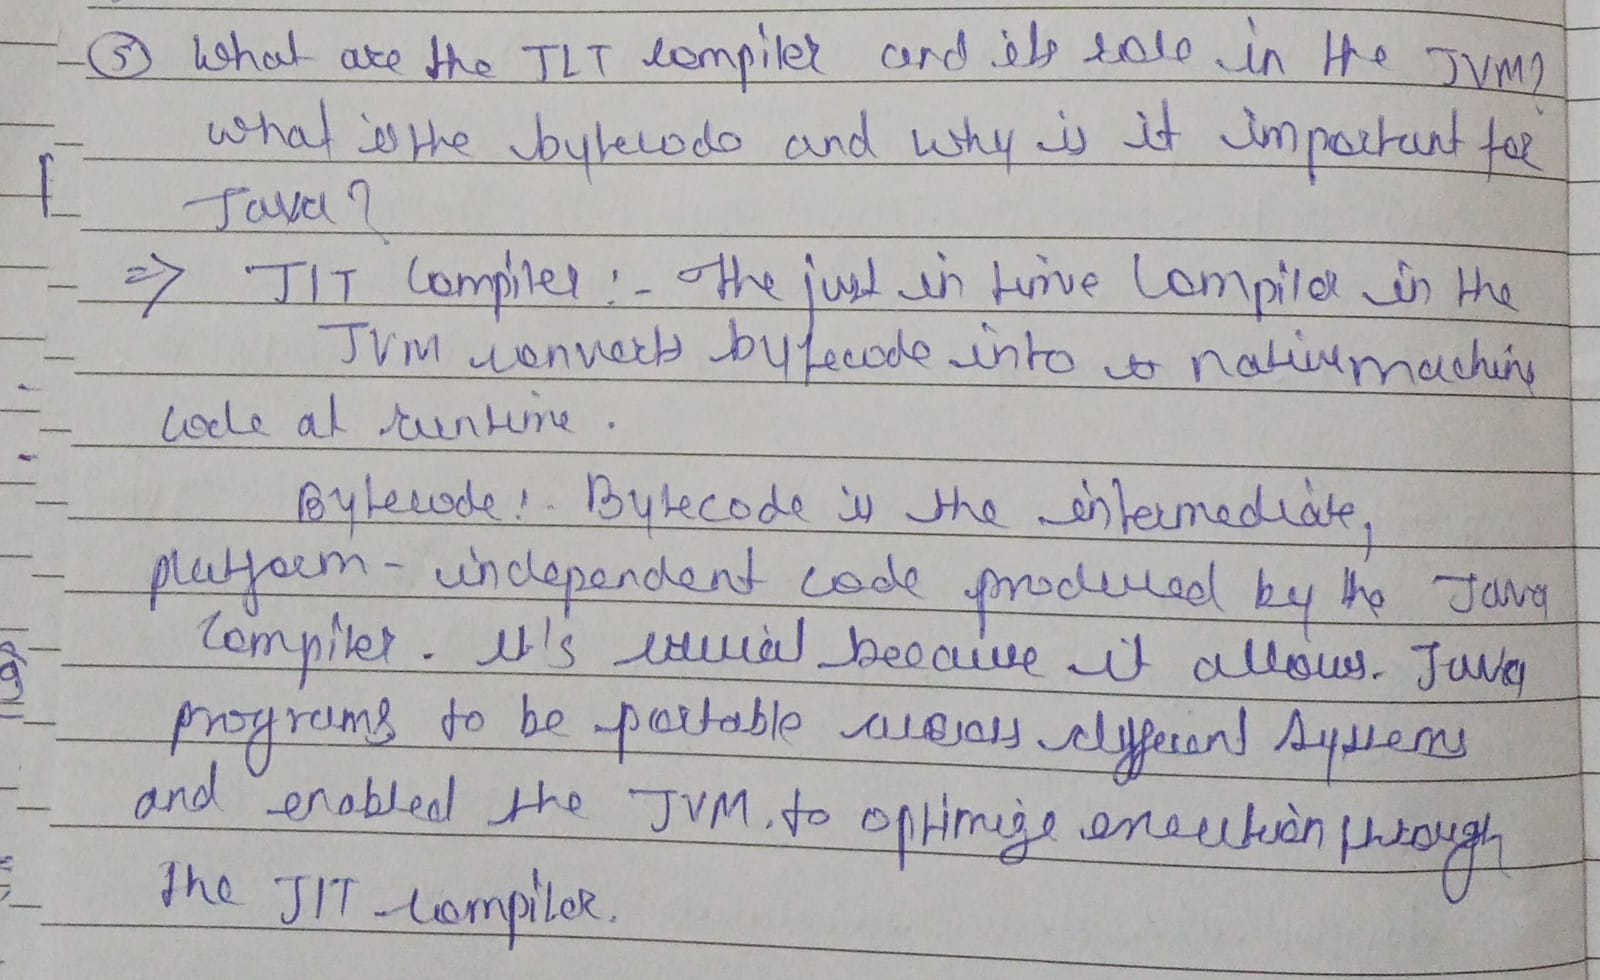 (5) What are the JIT compiler and its role in the JVM?
what is the bytecode and why is it important for
Java?
=> JIT Compiler :- The just in time Compiler in the
JVM converts bytecode into native machine
code at runtime.
Bytecode :- Bytecode is the intermediate,
platform-independent code produced by the Java
Compiler. It's crucial because it allows. Java
programs to be portable across different Systems
and enabled the JVM. to optimize execution through
the JIT compiler.